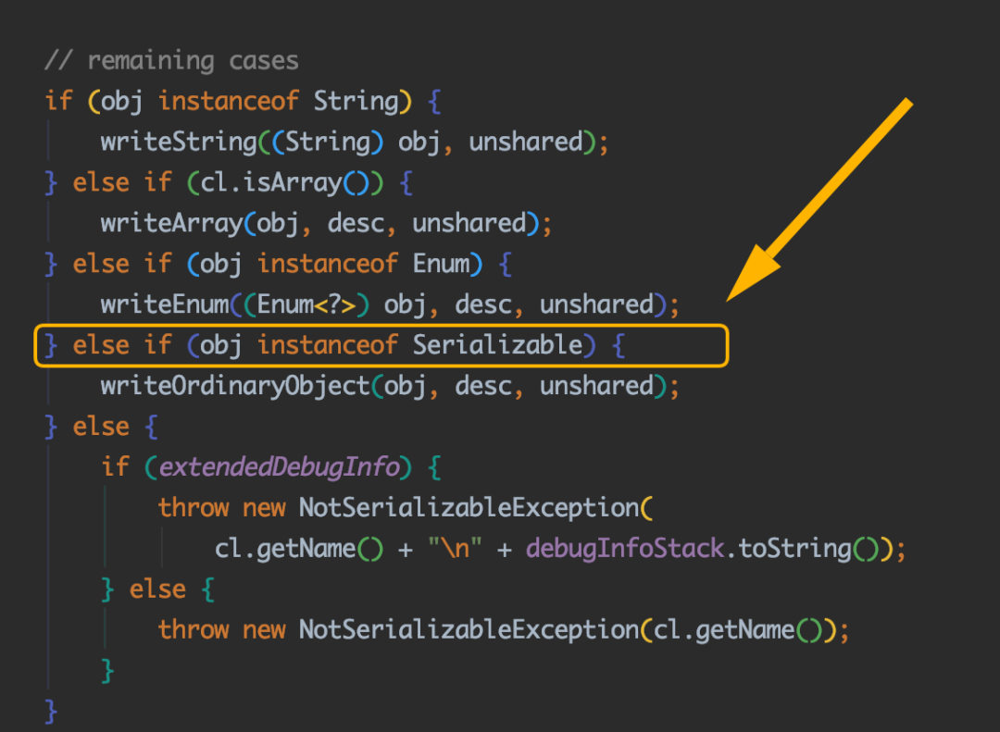 // remaining cases
if (obj instanceof String) {
    writeString((String) obj, unshared);
} else if (cl.isArray()) {
    writeArray(obj, desc, unshared);
} else if (obj instanceof Enum) {
    writeEnum((Enum<?>) obj, desc, unshared);
} else if (obj instanceof Serializable) {
    writeOrdinaryObject(obj, desc, unshared);
} else {
    if (extendedDebugInfo) {
        throw new NotSerializableException(
            cl.getName() + "\n" + debugInfoStack.toString());
    } else {
        throw new NotSerializableException(cl.getName());
    }
}